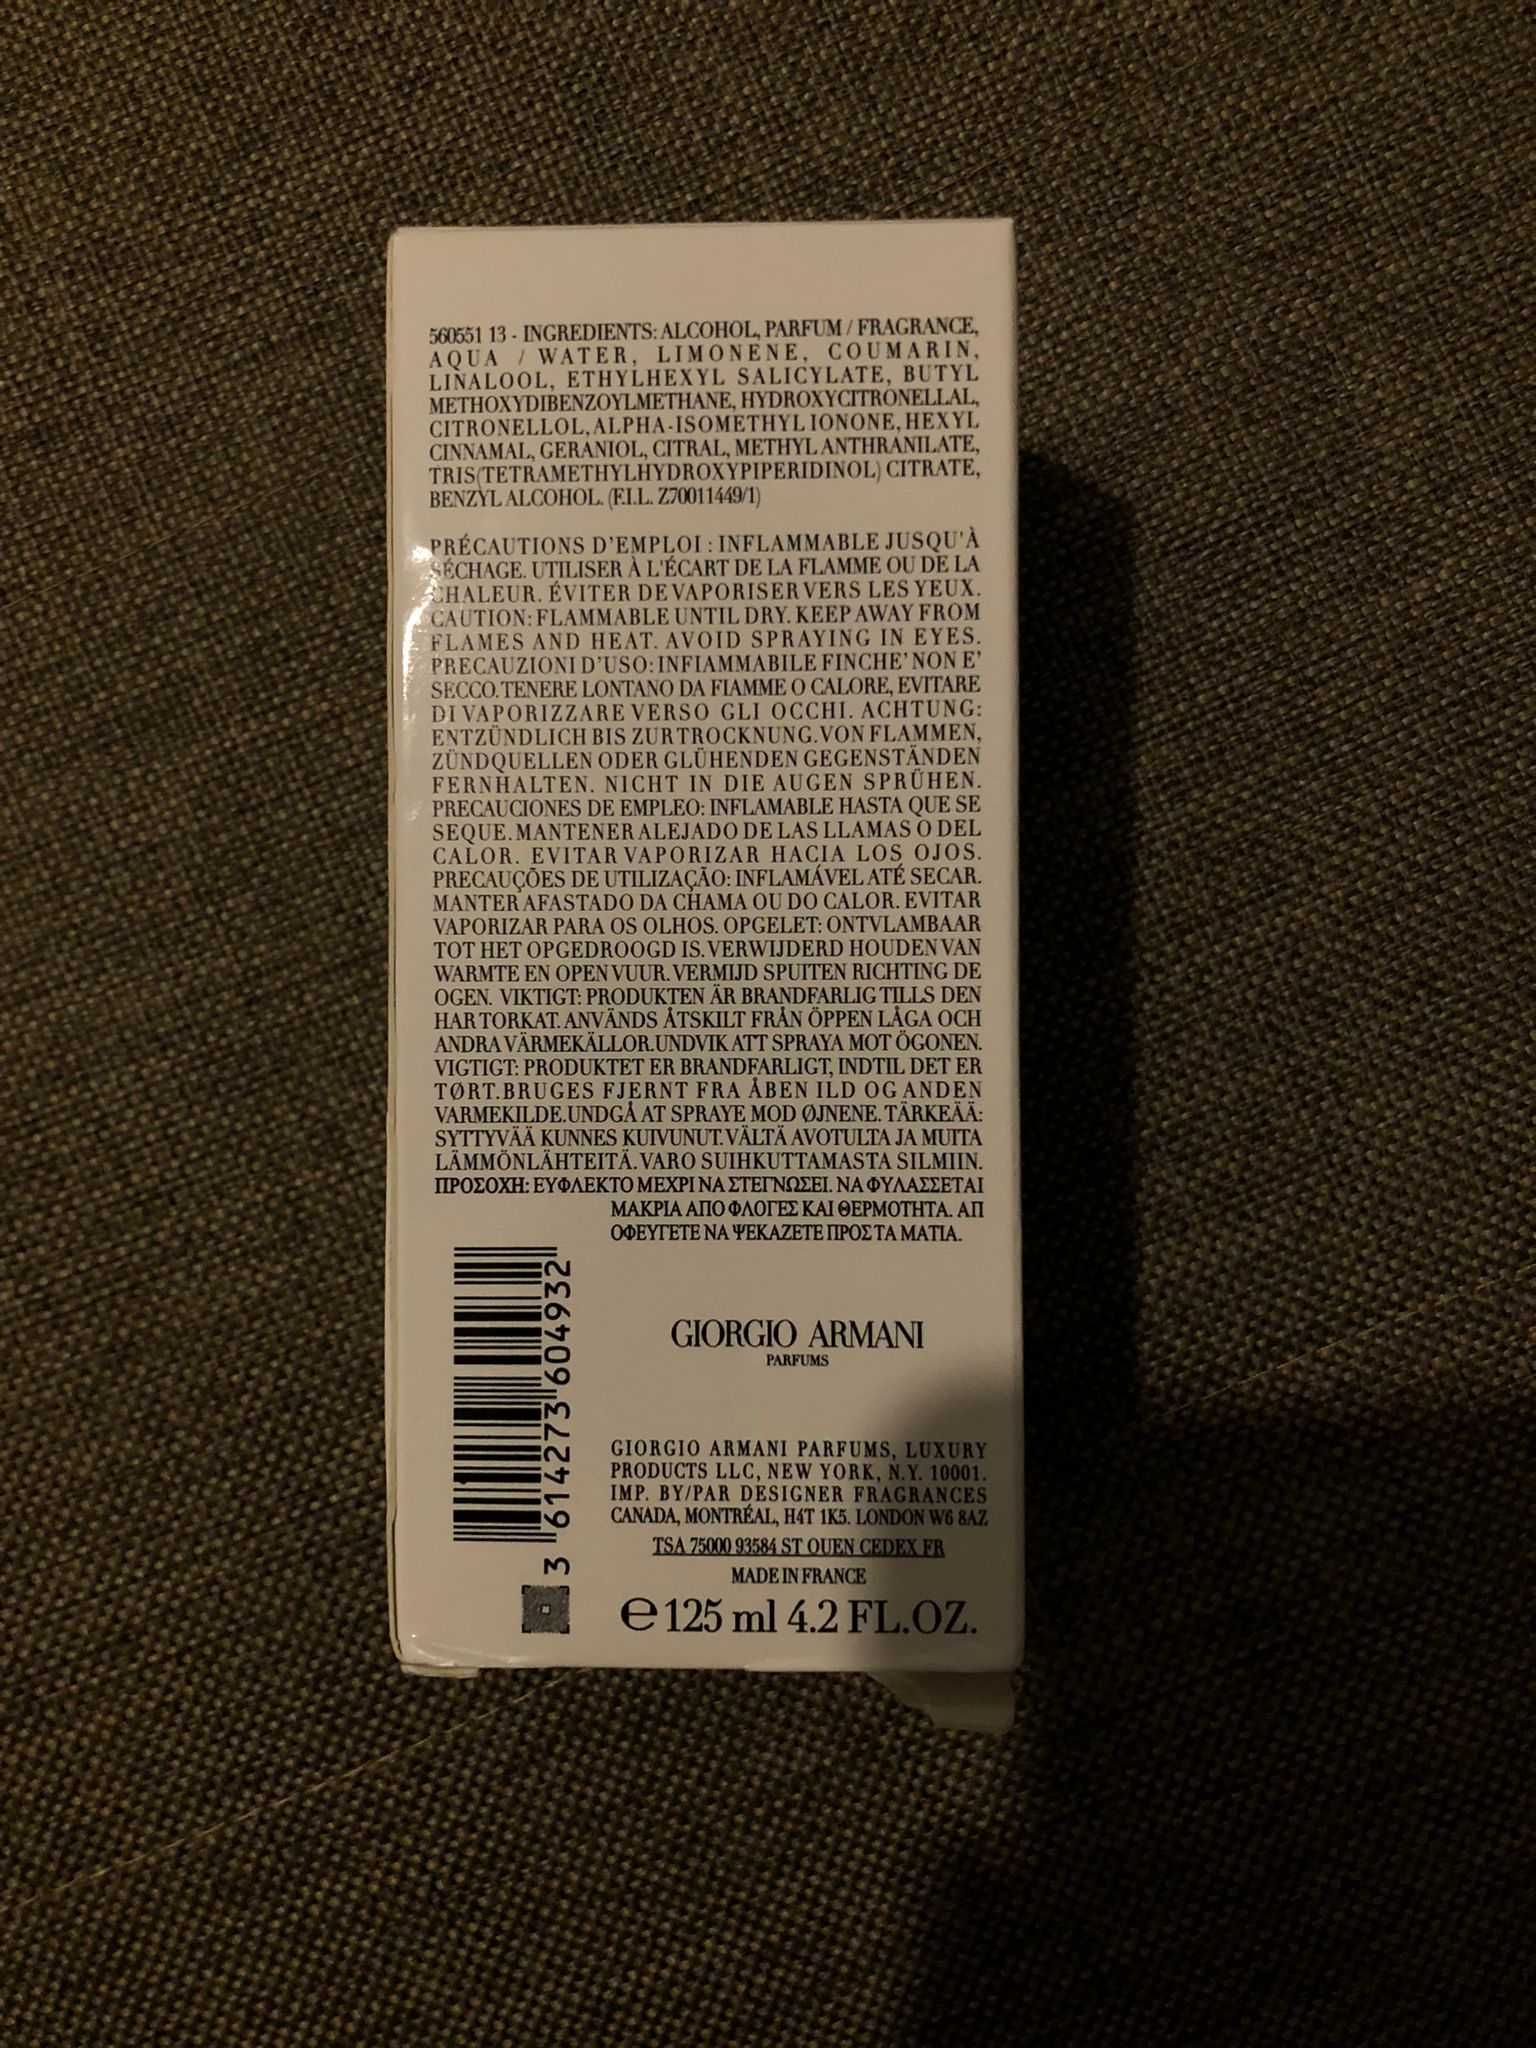 560551 13 - INGREDIENTS: ALCOHOL, PARFUM / FRAGRANCE,
AQUA / WATER, LIMONENE, COUMARIN,
LINALOOL, ETHYLHEXYL SALICYLATE, BUTYL
METHOXYDIBENZOYLMETHANE, HYDROXYCITRONELLAL,
CITRONELLOL, ALPHA-ISOMETHYL IONONE, HEXYL
CINNAMAL, GERANIOL, CITRAL, METHYL ANTHRANILATE,
TRIS(TETRAMETHYLHYDROXYPIPERIDINOL) CITRATE,
BENZYL ALCOHOL. (F.I.L. Z70011449/1)
PRÉCAUTIONS D'EMPLOI : INFLAMMABLE JUSQU'À
SÉCHAGE. UTILISER À L'ÉCART DE LA FLAMME OU DE LA
CHALEUR. ÉVITER DE VAPORISER VERS LES YEUX.
CAUTION: FLAMMABLE UNTIL DRY. KEEP AWAY FROM
FLAMES AND HEAT. AVOID SPRAYING IN EYES.
PRECAUZIONI D'USO: INFIAMMABILE FINCHE' NON E'
SECCO. TENERE LONTANO DA FIAMME O CALORE, EVITARE
DI VAPORIZZARE VERSO GLI OCCHI. ACHTUNG:
ENTZÜNDLICH BIS ZUR TROCKNUNG. VON FLAMMEN,
ZÜNDQUELLEN ODER GLÜHENDEN GEGENSTÄNDEN
FERNHALTEN. NICHT IN DIE AUGEN SPRÜHEN.
PRECAUCIONES DE EMPLEO: INFLAMABLE HASTA QUE SE
SEQUE. MANTENER ALEJADO DE LAS LLAMAS O DEL
CALOR. EVITAR VAPORIZAR HACIA LOS OJOS.
PRECAUÇÕES DE UTILIZAÇÃO: INFLAMÁVEL ATÉ SECAR.
MANTER AFASTADO DA CHAMA OU DO CALOR. EVITAR
VAPORIZAR PARA OS OLHOS. OPGELET: ONTVLAMBAAR
TOT HET OPGEDROOGD IS. VERWIJDERD HOUDEN VAN
WARMTE EN OPEN VUUR. VERMIJD SPUITEN RICHTING DE
OGEN. VIKTIGT: PRODUKTEN ÄR BRANDFARLIG TILLS DEN
HAR TORKAT. ANVÄNDS ÅTSKILT FRÅN ÖPPEN LÅGA OCH
ANDRA VÄRMEKÄLLOR. UNDVIK ATT SPRAYA MOT ÖGONEN.
VIGTIGT: PRODUKTET ER BRANDFARLIGT, INDTIL DET ER
TØRT. BRUGES FJERNT FRA ÅBEN ILD OG ANDEN
VARMEKILDE. UNDGÅ AT SPRAYE MOD ØJNENE. TÄRKEÄÄ:
SYTTYVÄÄ KUNNES KUIVUNUT. VÄLTÄ AVOTULTA JA MUITA
LÄMMÖNLÄHTEITÄ. VARO SUIHKUTTAMASTA SILMIIN.
ΠΡΟΣΟΧΗ: ΕΥΦΛΕΚΤΟ ΜΕΧΡΙ ΝΑ ΣΤΕΓΝΩΣΕΙ. ΝΑ ΦΥΛΑΣΣΕΤΑΙ
ΜΑΚΡΙΑ ΑΠΟ ΦΛΟΓΕΣ ΚΑΙ ΘΕΡΜΟΤΗΤΑ. ΑΠ
ΟΦΕΥΓΕΤΕ ΝΑ ΨΕΚΑΖΕΤΕ ΠΡΟΣ ΤΑ ΜΑΤΙΑ.
3 614273 604932
GIORGIO ARMANI
PARFUMS
GIORGIO ARMANI PARFUMS, LUXURY
PRODUCTS LLC, NEW YORK, N.Y. 10001.
IMP. BY/PAR DESIGNER FRAGRANCES
CANADA, MONTRÉAL, H4T 1K5. LONDON W6 8AZ
TSA 75000 93584 ST OUEN CEDEX FR
MADE IN FRANCE
℮ 125 ml 4.2 FL.OZ.